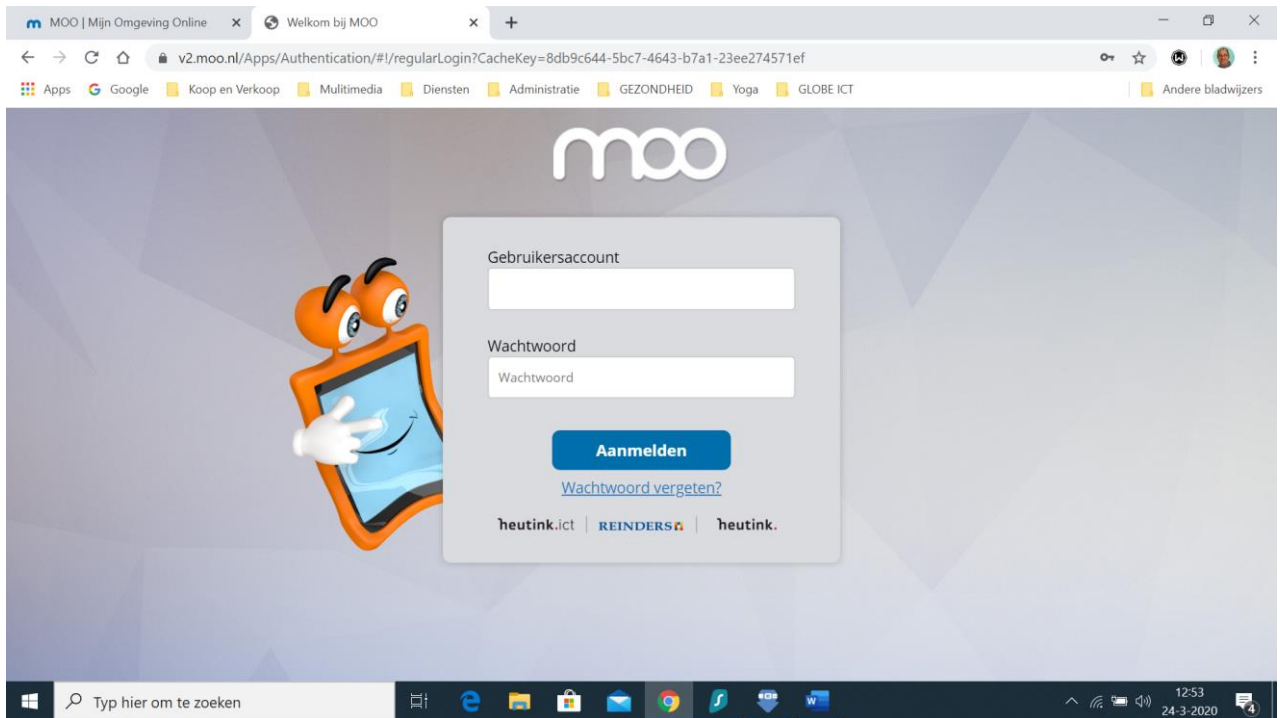 MOO | Mijn Omgeving Online
Welkom bij MOO
v2.moo.nl/Apps/Authentication/#!/regularLogin?CacheKey=8db9c644-5bc7-4643-b7a1-23ee274571ef
Apps Google Koop en Verkoop Mulitimedia Diensten Administratie GEZONDHEID Yoga GLOBE ICT Andere bladwijzers
moo
Gebruikersaccount
Wachtwoord
Wachtwoord
Aanmelden
Wachtwoord vergeten?
heutink.ict REINDERS heutink.
Typ hier om te zoeken
12:53
24-3-2020
4